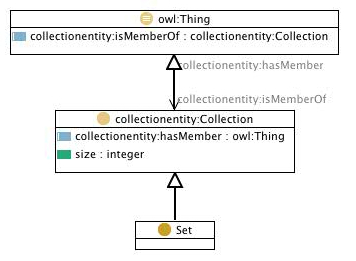 owl:Thing
collectionentity:isMemberOf : collectionentity:Collection
collectionentity:hasMember
collectionentity:isMemberOf
collectionentity:Collection
collectionentity:hasMember : owl:Thing
size : integer
Set